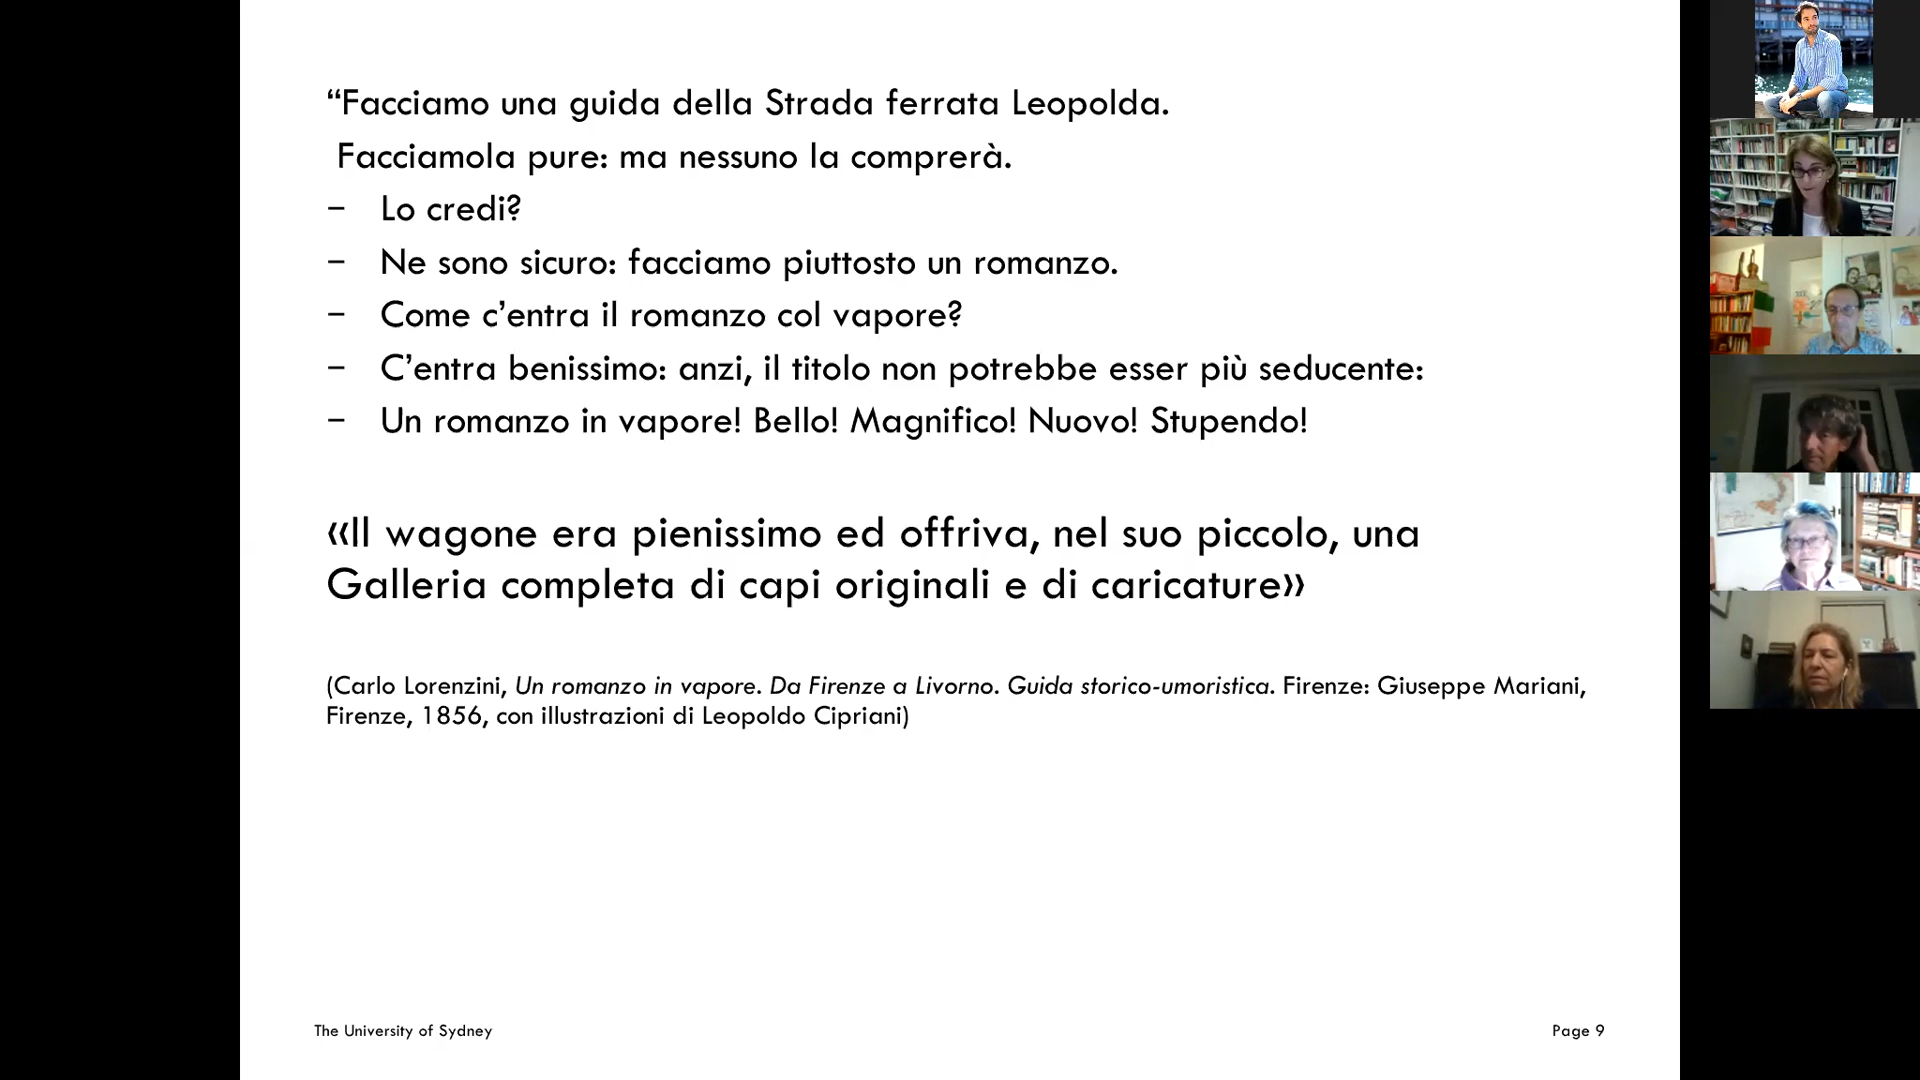 “Facciamo una guida della Strada ferrata Leopolda.
Facciamola pure: ma nessuno la comprerà.
– Lo credi?
– Ne sono sicuro: facciamo piuttosto un romanzo.
– Come c’entra il romanzo col vapore?
– C’entra benissimo: anzi, il titolo non potrebbe esser più seducente:
– Un romanzo in vapore! Bello! Magnifico! Nuovo! Stupendo!
«Il wagone era pienissimo ed offriva, nel suo piccolo, una
Galleria completa di capi originali e di caricature»
(Carlo Lorenzini, Un romanzo in vapore. Da Firenze a Livorno. Guida storico-umoristica. Firenze: Giuseppe Mariani,
Firenze, 1856, con illustrazioni di Leopoldo Cipriani)
The University of Sydney
Page 9